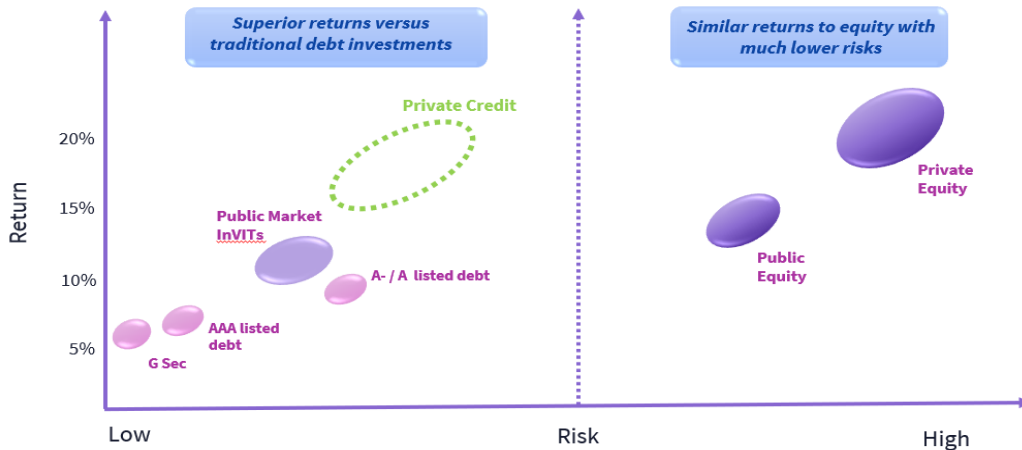 Superior returns versus
traditional debt investments
Similar returns to equity with
much lower risks
Private Credit
20%
Private
Equity
15%
Public Market
InVITs
Return
Public
Equity
A- / A listed debt
10%
AAA listed
debt
5%
G Sec
Low
Risk
High